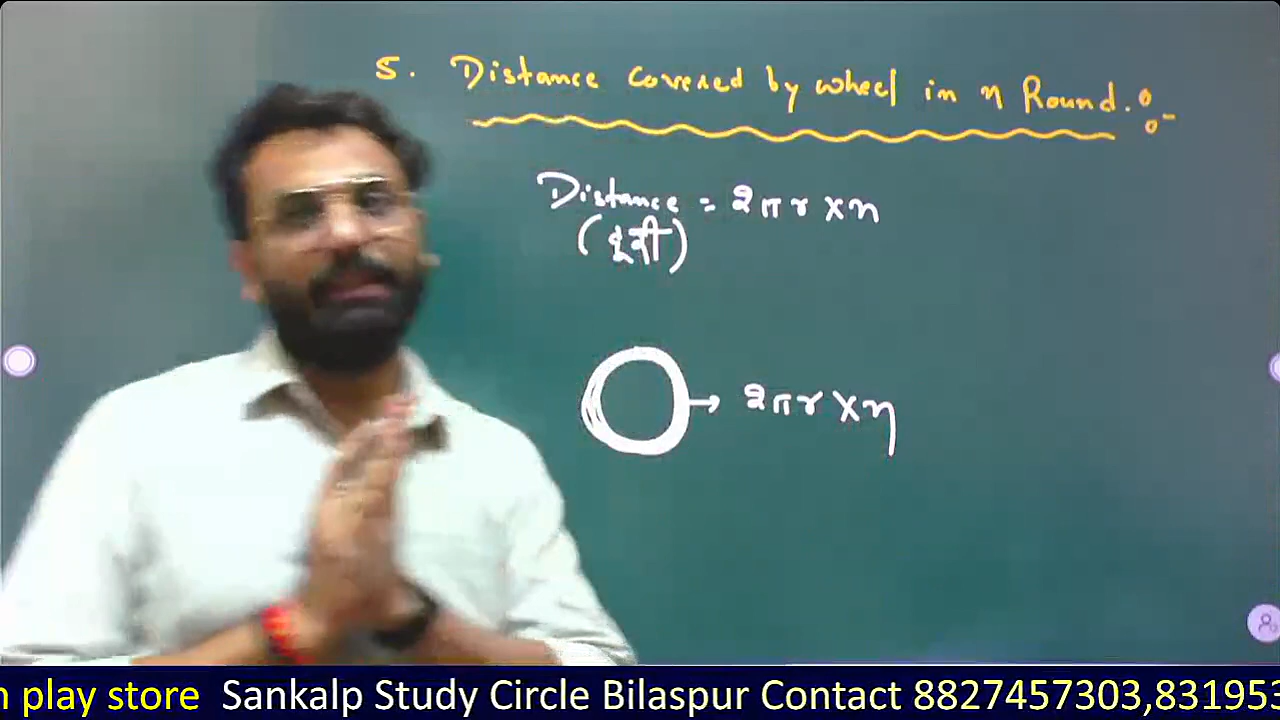 5. Distance covered by wheel in n Round. :-
Distance = 2πr × n
(दूरी)
2πr × n
n play store Sankalp Study Circle Bilaspur Contact 8827457303,831953